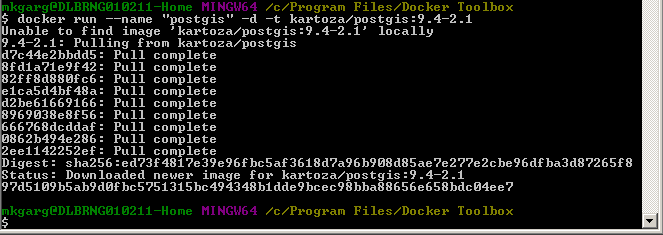 mkgarg@DLBRNG010211-Home MINGW64 /c/Program Files/Docker Toolbox
$ docker run --name "postgis" -d -t kartoza/postgis:9.4-2.1
Unable to find image 'kartoza/postgis:9.4-2.1' locally
9.4-2.1: Pulling from kartoza/postgis
d7c44e2bbdd5: Pull complete
8fd1a71e9f42: Pull complete
82ff8d880fc6: Pull complete
e1ca5d4bf48a: Pull complete
d2be61669166: Pull complete
8969038e8f56: Pull complete
666768dcddaf: Pull complete
0862b494e286: Pull complete
2ee1142252ef: Pull complete
Digest: sha256:ed73f4817e39e96fbc5af3618d7a96b908d85ae7e277e2cbe96dfba3d87265f8
Status: Downloaded newer image for kartoza/postgis:9.4-2.1
97d5109b5ab9d0fbc5751315bc494348b1dde9bcec98bba88656e658bdc04ee7
mkgarg@DLBRNG010211-Home MINGW64 /c/Program Files/Docker Toolbox
$